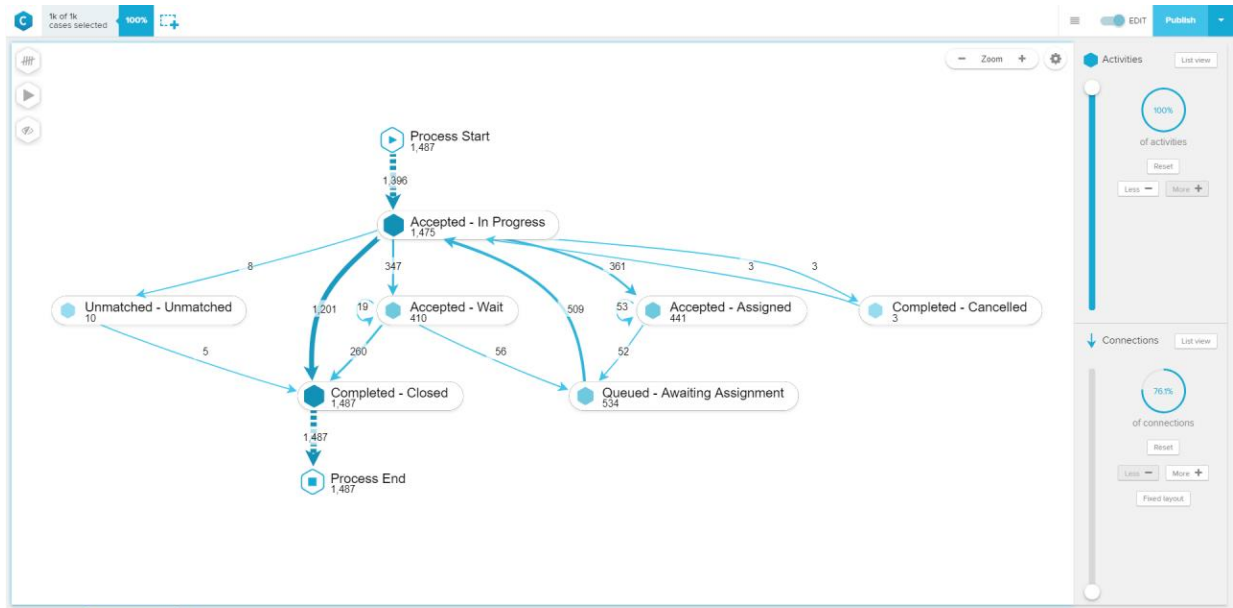 C
1k of 1k
cases selected
100%
EDIT
Publish
Zoom
Activities
List view
100%
of activities
Reset
Less
More
Connections
List view
76.1%
of connections
Reset
Less
More
Fixed layout
Process Start
1,487
1,396
Accepted - In Progress
1,475
8
347
361
3
3
Unmatched - Unmatched
10
1,201
19
Accepted - Wait
410
509
53
Accepted - Assigned
441
Completed - Cancelled
3
5
260
56
52
Completed - Closed
1,487
Queued - Awaiting Assignment
534
1,487
Process End
1,487